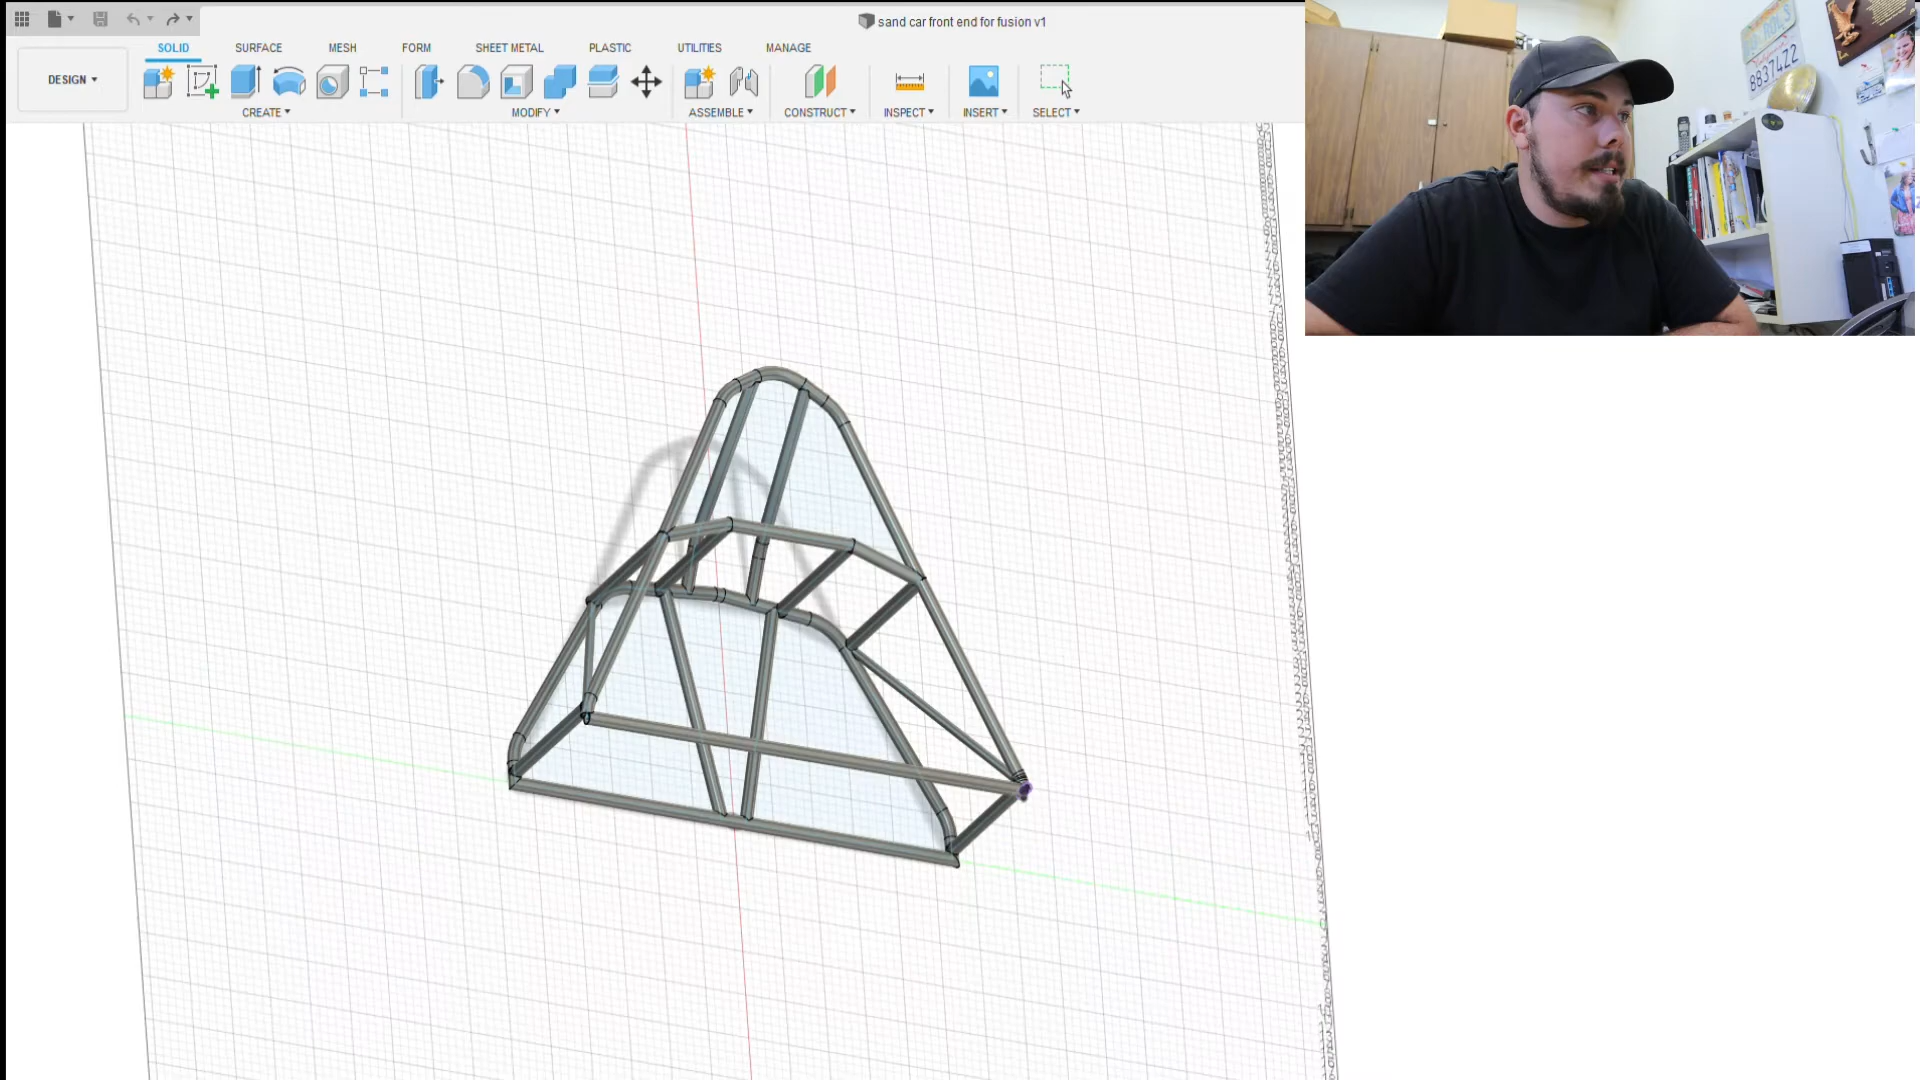 sand car front end for fusion v1
DESIGN
SOLID SURFACE MESH FORM SHEET METAL PLASTIC UTILITIES MANAGE
CREATE MODIFY ASSEMBLE CONSTRUCT INSPECT INSERT SELECT
8837422